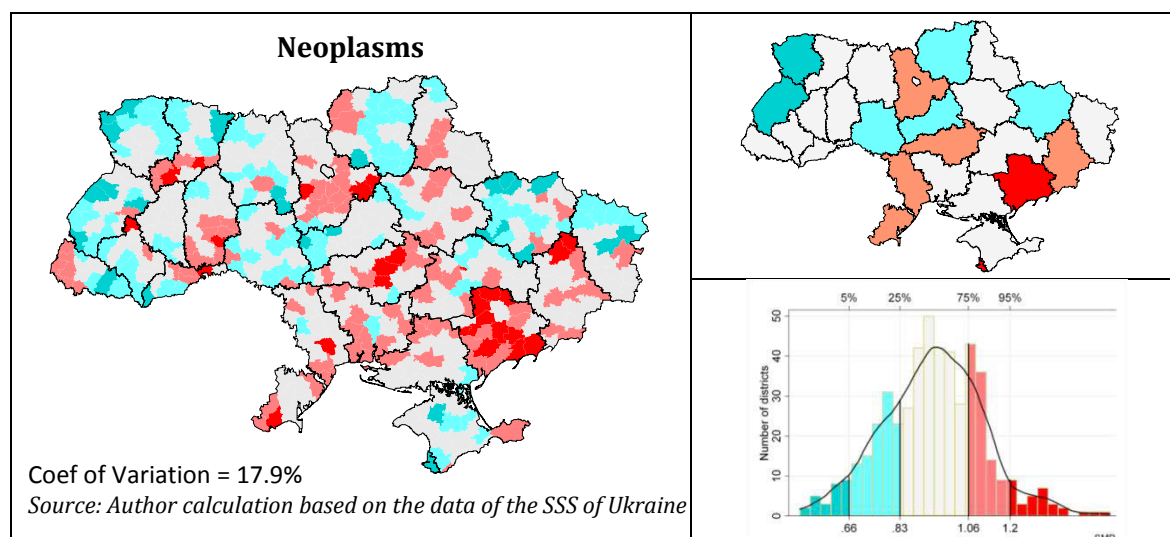 Neoplasms
Coef of Variation = 17.9%
Source: Author calculation based on the data of the SSS of Ukraine
5% 25% 75% 95%
50
40
30
20
10
0
Number of districts
.66 .83 1.06 1.2